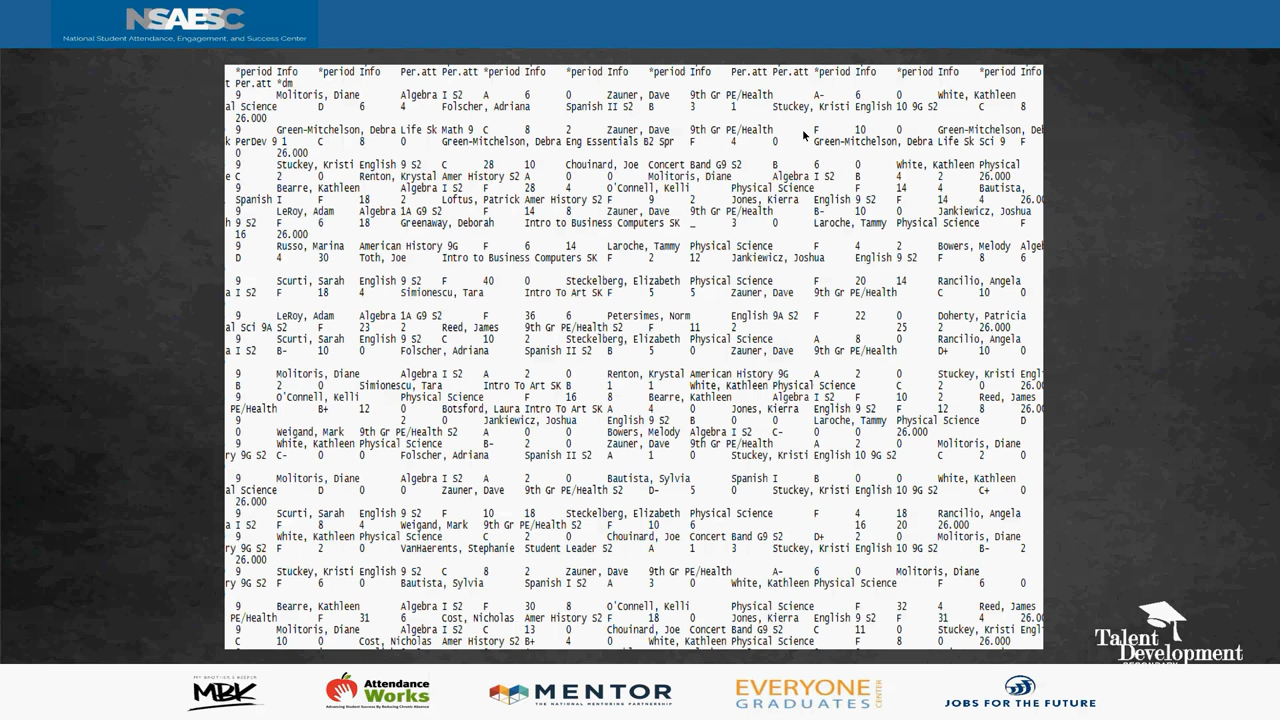 NSAESC
National Student Attendance, Engagement, and Success Center
*period Info *period Info Per.att Per.att *period Info *period Info *period Info Per.att Per.att *period Info *period Info *period Info
t Per.att *dm
9 Molitoris, Diane Algebra I S2 A 6 0 Zauner, Dave 9th Gr PE/Health A- 6 0 White, Kathleen
al Science D 6 4 Folscher, Adriana Spanish II S2 B 3 1 Stuckey, Kristi English 10 9G S2 C 8
26.000
9 Green-Mitchelson, Debra Life Sk Math 9 C 8 2 Zauner, Dave 9th Gr PE/Health F 10 0 Green-Mitchelson, Deb
k PerDev 9 1 C 8 0 Green-Mitchelson, Debra Eng Essentials B2 Spr F 4 0 Green-Mitchelson, Debra Life Sk Sci 9 F
0 26.000
9 Stuckey, Kristi English 9 S2 C 28 10 Chouinard, Joe Concert Band G9 S2 B 6 0 White, Kathleen Physical
e C 2 0 Renton, Krystal Amer History S2 A 0 0 Molitoris, Diane Algebra I S2 B 4 2 26.000
9 Bearre, Kathleen Algebra I S2 F 28 4 O'Connell, Kelli Physical Science F 14 4 Bautista,
Spanish I F 18 2 Loftus, Patrick Amer History S2 F 9 2 Jones, Kierra English 9 S2 F 14 4 26.0
9 LeRoy, Adam Algebra 1A G9 S2 F 14 8 Zauner, Dave 9th Gr PE/Health B- 10 0 Jankiewicz, Joshua
h 9 S2 F 6 18 Greenaway, Deborah Intro to Business Computers SK _ 3 0 Laroche, Tammy Physical Science F
16 26.000
9 Russo, Marina American History 9G F 6 14 Laroche, Tammy Physical Science F 4 2 Bowers, Melody Algeb
D 4 30 Toth, Joe Intro to Business Computers SK F 2 12 Jankiewicz, Joshua English 9 S2 F 8 6
9 Scurti, Sarah English 9 S2 F 40 0 Steckelberg, Elizabeth Physical Science F 20 14 Rancilio, Angela
a I S2 F 18 4 Simionescu, Tara Intro To Art SK F 5 5 Zauner, Dave 9th Gr PE/Health C 10 0
9 LeRoy, Adam Algebra 1A G9 S2 F 36 6 Petersimes, Norm English 9A S2 F 22 0 Doherty, Patricia
al Sci 9A S2 F 23 2 Reed, James 9th Gr PE/Health S2 F 11 2 25 2 26.000
9 Scurti, Sarah English 9 S2 C 10 2 Steckelberg, Elizabeth Physical Science A 8 0 Rancilio, Angela
a I S2 B- 10 0 Folscher, Adriana Spanish II S2 B 5 0 Zauner, Dave 9th Gr PE/Health D+ 10 0
9 Molitoris, Diane Algebra I S2 A 2 0 Renton, Krystal American History 9G A 2 0 Stuckey, Kristi Engl
B 2 0 Simionescu, Tara Intro To Art SK B 1 1 White, Kathleen Physical Science C 2 0 26.0
9 O'Connell, Kelli Physical Science F 16 8 Bearre, Kathleen Algebra I S2 F 10 2 Reed, James
PE/Health B+ 12 0 Botsford, Laura Intro To Art SK A 4 0 Jones, Kierra English 9 S2 F 12 8 26.0
9 2 0 Jankiewicz, Joshua English 9 S2 B 0 0 Laroche, Tammy Physical Science D
0 Weigand, Mark 9th Gr PE/Health S2 A 0 0 Bowers, Melody Algebra I S2 C- 0 0 26.000
9 White, Kathleen Physical Science B- 2 0 Zauner, Dave 9th Gr PE/Health A 2 0 Molitoris, Diane
ry 9G S2 C- 0 0 Folscher, Adriana Spanish II S2 A 1 0 Stuckey, Kristi English 10 9G S2 C 2 0
9 Molitoris, Diane Algebra I S2 A 2 0 Bautista, Sylvia Spanish I B 0 0 White, Kathleen
al Science D 0 0 Zauner, Dave 9th Gr PE/Health S2 D- 5 0 Stuckey, Kristi English 10 9G S2 C+ 0
26.000
9 Scurti, Sarah English 9 S2 F 10 18 Steckelberg, Elizabeth Physical Science F 4 18 Rancilio, Angela
a I S2 F 8 4 Weigand, Mark 9th Gr PE/Health S2 F 10 6 16 20 26.000
9 White, Kathleen Physical Science C 2 0 Chouinard, Joe Concert Band G9 S2 D+ 2 0 Molitoris, Diane
ry 9G S2 F 2 0 VanHaerents, Stephanie Student Leader S2 A 1 3 Stuckey, Kristi English 10 9G S2 B- 2
26.000
9 Stuckey, Kristi English 9 S2 C 8 2 Zauner, Dave 9th Gr PE/Health A- 6 0 Molitoris, Diane
ry 9G S2 F 6 0 Bautista, Sylvia Spanish I S2 A 3 0 White, Kathleen Physical Science F 6 0
9 Bearre, Kathleen Algebra I S2 F 30 8 O'Connell, Kelli Physical Science F 32 4 Reed, James
PE/Health F 31 6 Cost, Nicholas Amer History S2 F 18 0 Jones, Kierra English 9 S2 F 31 4 26.0
9 Molitoris, Diane Algebra I S2 C 13 0 Chouinard, Joe Concert Band G9 S2 C 11 0 Stuckey, Kristi Engl
C 10 0 Cost, Nicholas Amer History S2 B+ 4 0 White, Kathleen Physical Science F 8 0 26.000
Talent
Development
MY BROTHER'S KEEPER
MBK
Attendance
Works
Advancing Student Success By Reducing Chronic Absence
MENTOR
THE NATIONAL MENTORING PARTNERSHIP
EVERYONE
GRADUATES
CENTER
JOBS FOR THE FUTURE